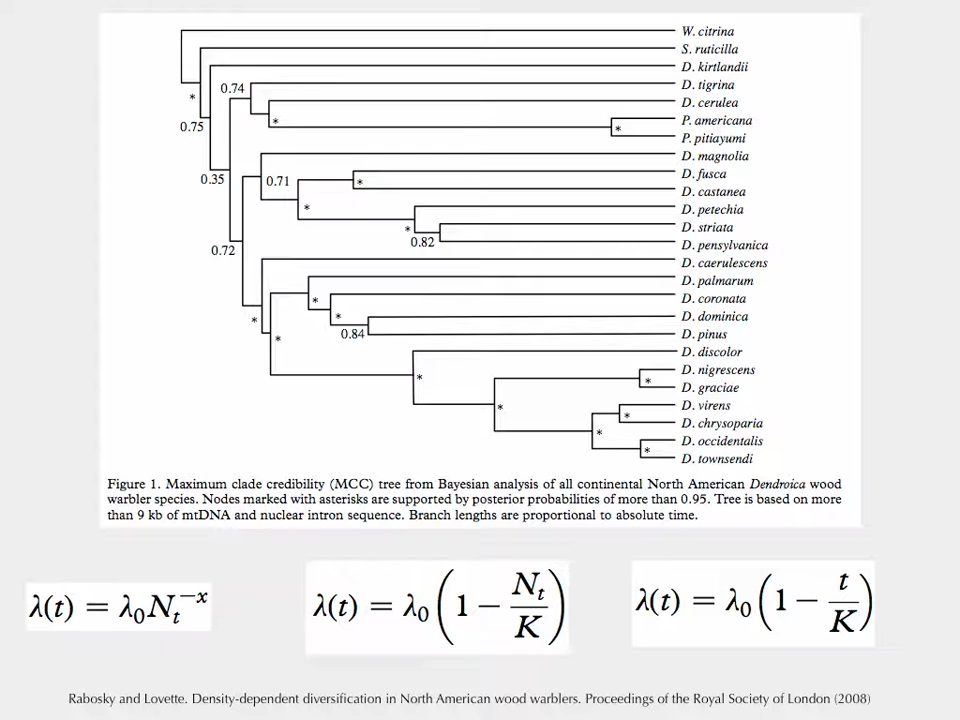 W. citrina
S. ruticilla
D. kirtlandii
D. tigrina
0.74
D. cerulea
*
*
P. americana
0.75
*
P. pitiayumi
D. magnolia
D. fusca
0.35
0.71
*
D. castanea
*
D. petechia
D. striata
*
0.82
D. pensylvanica
0.72
D. caerulescens
D. palmarum
*
D. coronata
*
*
D. dominica
0.84
D. pinus
*
D. discolor
D. nigrescens
*
*
D. graciae
*
D. virens
*
D. chrysoparia
*
D. occidentalis
*
D. townsendi
Figure 1. Maximum clade credibility (MCC) tree from Bayesian analysis of all continental North American Dendroica wood
warbler species. Nodes marked with asterisks are supported by posterior probabilities of more than 0.95. Tree is based on more
than 9 kb of mtDNA and nuclear intron sequence. Branch lengths are proportional to absolute time.
λ(t) = λ₀Nₜ⁻ˣ
λ(t) = λ₀(1 − Nₜ/K)
λ(t) = λ₀(1 − t/K)
Rabosky and Lovette. Density-dependent diversification in North American wood warblers. Proceedings of the Royal Society of London (2008)